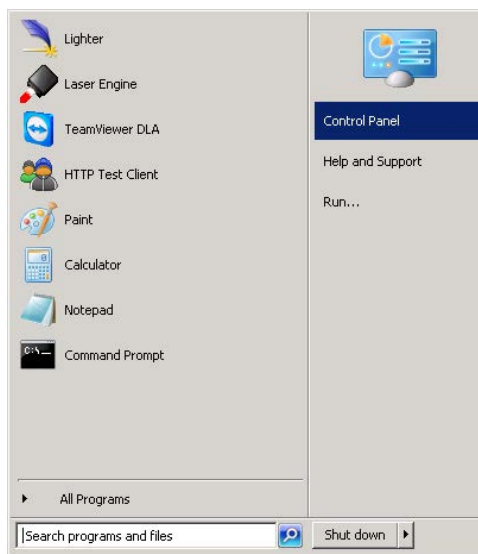 Lighter
Laser Engine
TeamViewer DLA
HTTP Test Client
Paint
Calculator
Notepad
C:\_
Command Prompt
All Programs
Search programs and files
Control Panel
Help and Support
Run...
Shut down